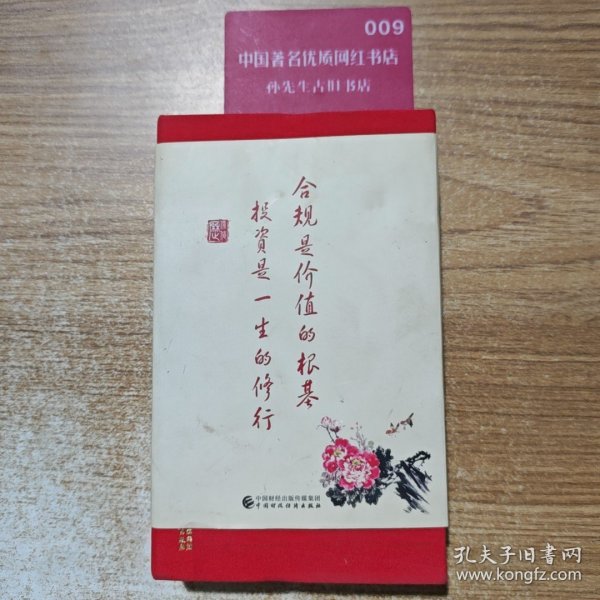 009
中国著名优质网红书店
孙先生古旧书店
合规是价值的根基
投資是一生的修行
中国财经出版传媒集团
中国财政经济出版社
孔夫子旧书网
www.kongfz.com